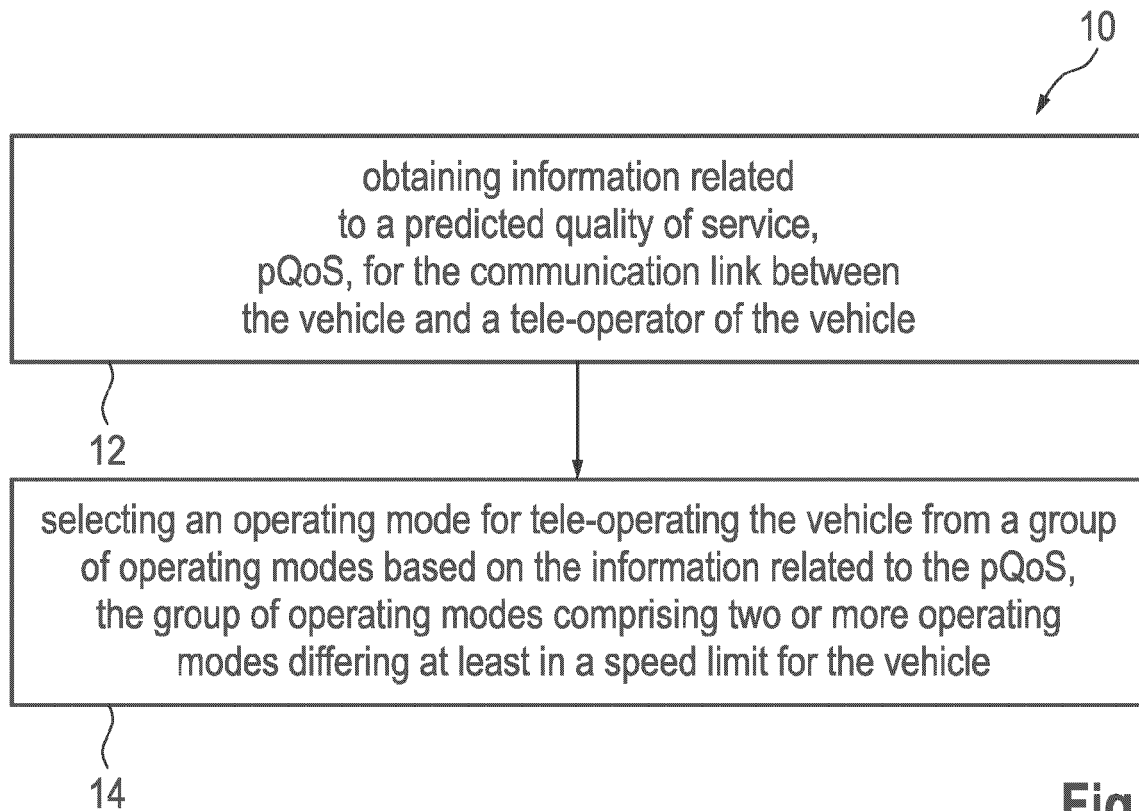 10
obtaining information related
to a predicted quality of service,
pQoS, for the communication link between
the vehicle and a tele-operator of the vehicle
12
selecting an operating mode for tele-operating the vehicle from a group
of operating modes based on the information related to the pQoS,
the group of operating modes comprising two or more operating
modes differing at least in a speed limit for the vehicle
14
Fig